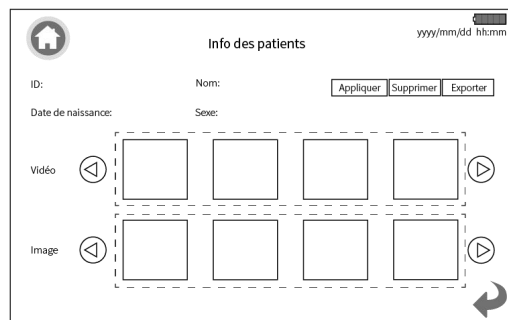 Info des patients
yyyy/mm/dd hh:mm
ID:
Nom:
Appliquer
Supprimer
Exporter
Date de naissance:
Sexe:
Vidéo
Image